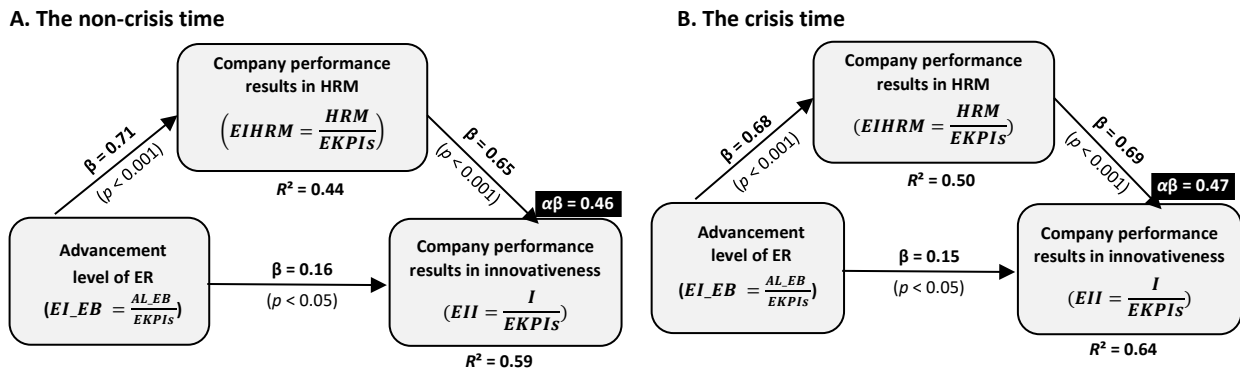 A. The non-crisis time
Company performance
results in HRM
(EIHRM = HRM/EKPIs)
β = 0.71
(p < 0.001)
β = 0.65
(p < 0.001)
R² = 0.44
αβ = 0.46
Advancement
level of ER
(EI_EB = AL_EB/EKPIs)
β = 0.16
(p < 0.05)
Company performance
results in innovativeness
(EII = I/EKPIs)
R² = 0.59
B. The crisis time
Company performance
results in HRM
(EIHRM = HRM/EKPIs)
β = 0.68
(p < 0.001)
β = 0.69
(p < 0.001)
R² = 0.50
αβ = 0.47
Advancement
level of ER
(EI_EB = AL_EB/EKPIs)
β = 0.15
(p < 0.05)
Company performance
results in innovativeness
(EII = I/EKPIs)
R² = 0.64